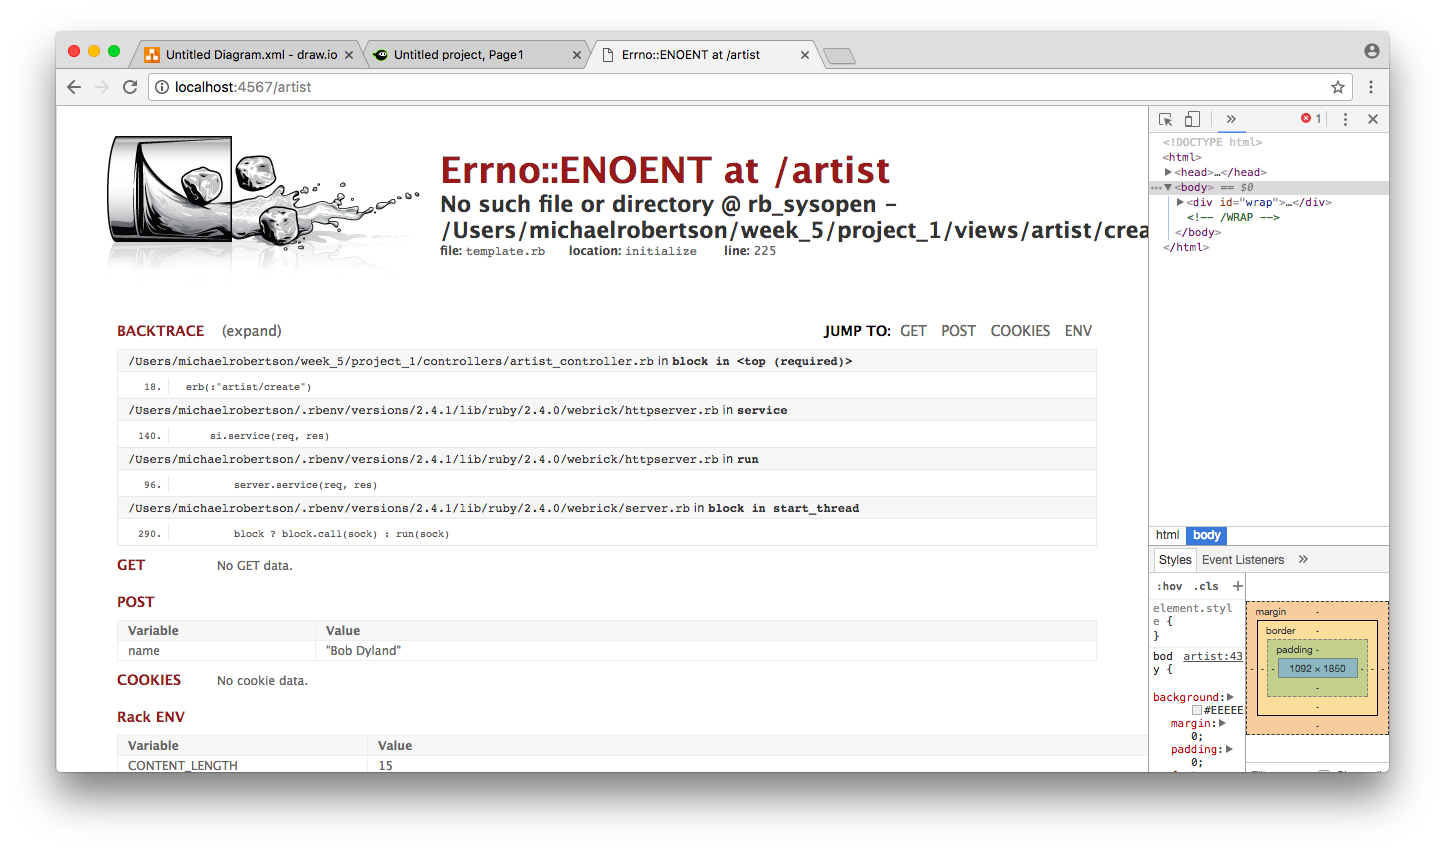 Untitled Diagram.xml - draw.io
Untitled project, Page1
Errno::ENOENT at /artist
localhost:4567/artist
1
Errno::ENOENT at /artist
No such file or directory @ rb_sysopen -
/Users/michaelrobertson/week_5/project_1/views/artist/crea
file: template.rb location: initialize line: 225
BACKTRACE (expand) JUMP TO: GET POST COOKIES ENV
/Users/michaelrobertson/week_5/project_1/controllers/artist_controller.rb in block in <top (required)>
18. erb(:"artist/create")
/Users/michaelrobertson/.rbenv/versions/2.4.1/lib/ruby/2.4.0/webrick/httpserver.rb in service
140. si.service(req, res)
/Users/michaelrobertson/.rbenv/versions/2.4.1/lib/ruby/2.4.0/webrick/httpserver.rb in run
96. server.service(req, res)
/Users/michaelrobertson/.rbenv/versions/2.4.1/lib/ruby/2.4.0/webrick/server.rb in block in start_thread
290. block ? block.call(sock) : run(sock)
GET No GET data.
POST
Variable Value
name "Bob Dyland"
COOKIES No cookie data.
Rack ENV
Variable Value
CONTENT_LENGTH 15
<!DOCTYPE html>
<html>
<head>…</head>
<body> == $0
<div id="wrap">…</div>
<!-- /WRAP -->
</body>
</html>
html body
Styles Event Listeners
:hov .cls +
element.styl
e {
}
bod artist:43
y {
background:
#EEEEE
margin:
0;
padding:
0;
margin -
border -
padding -
1092 × 1850